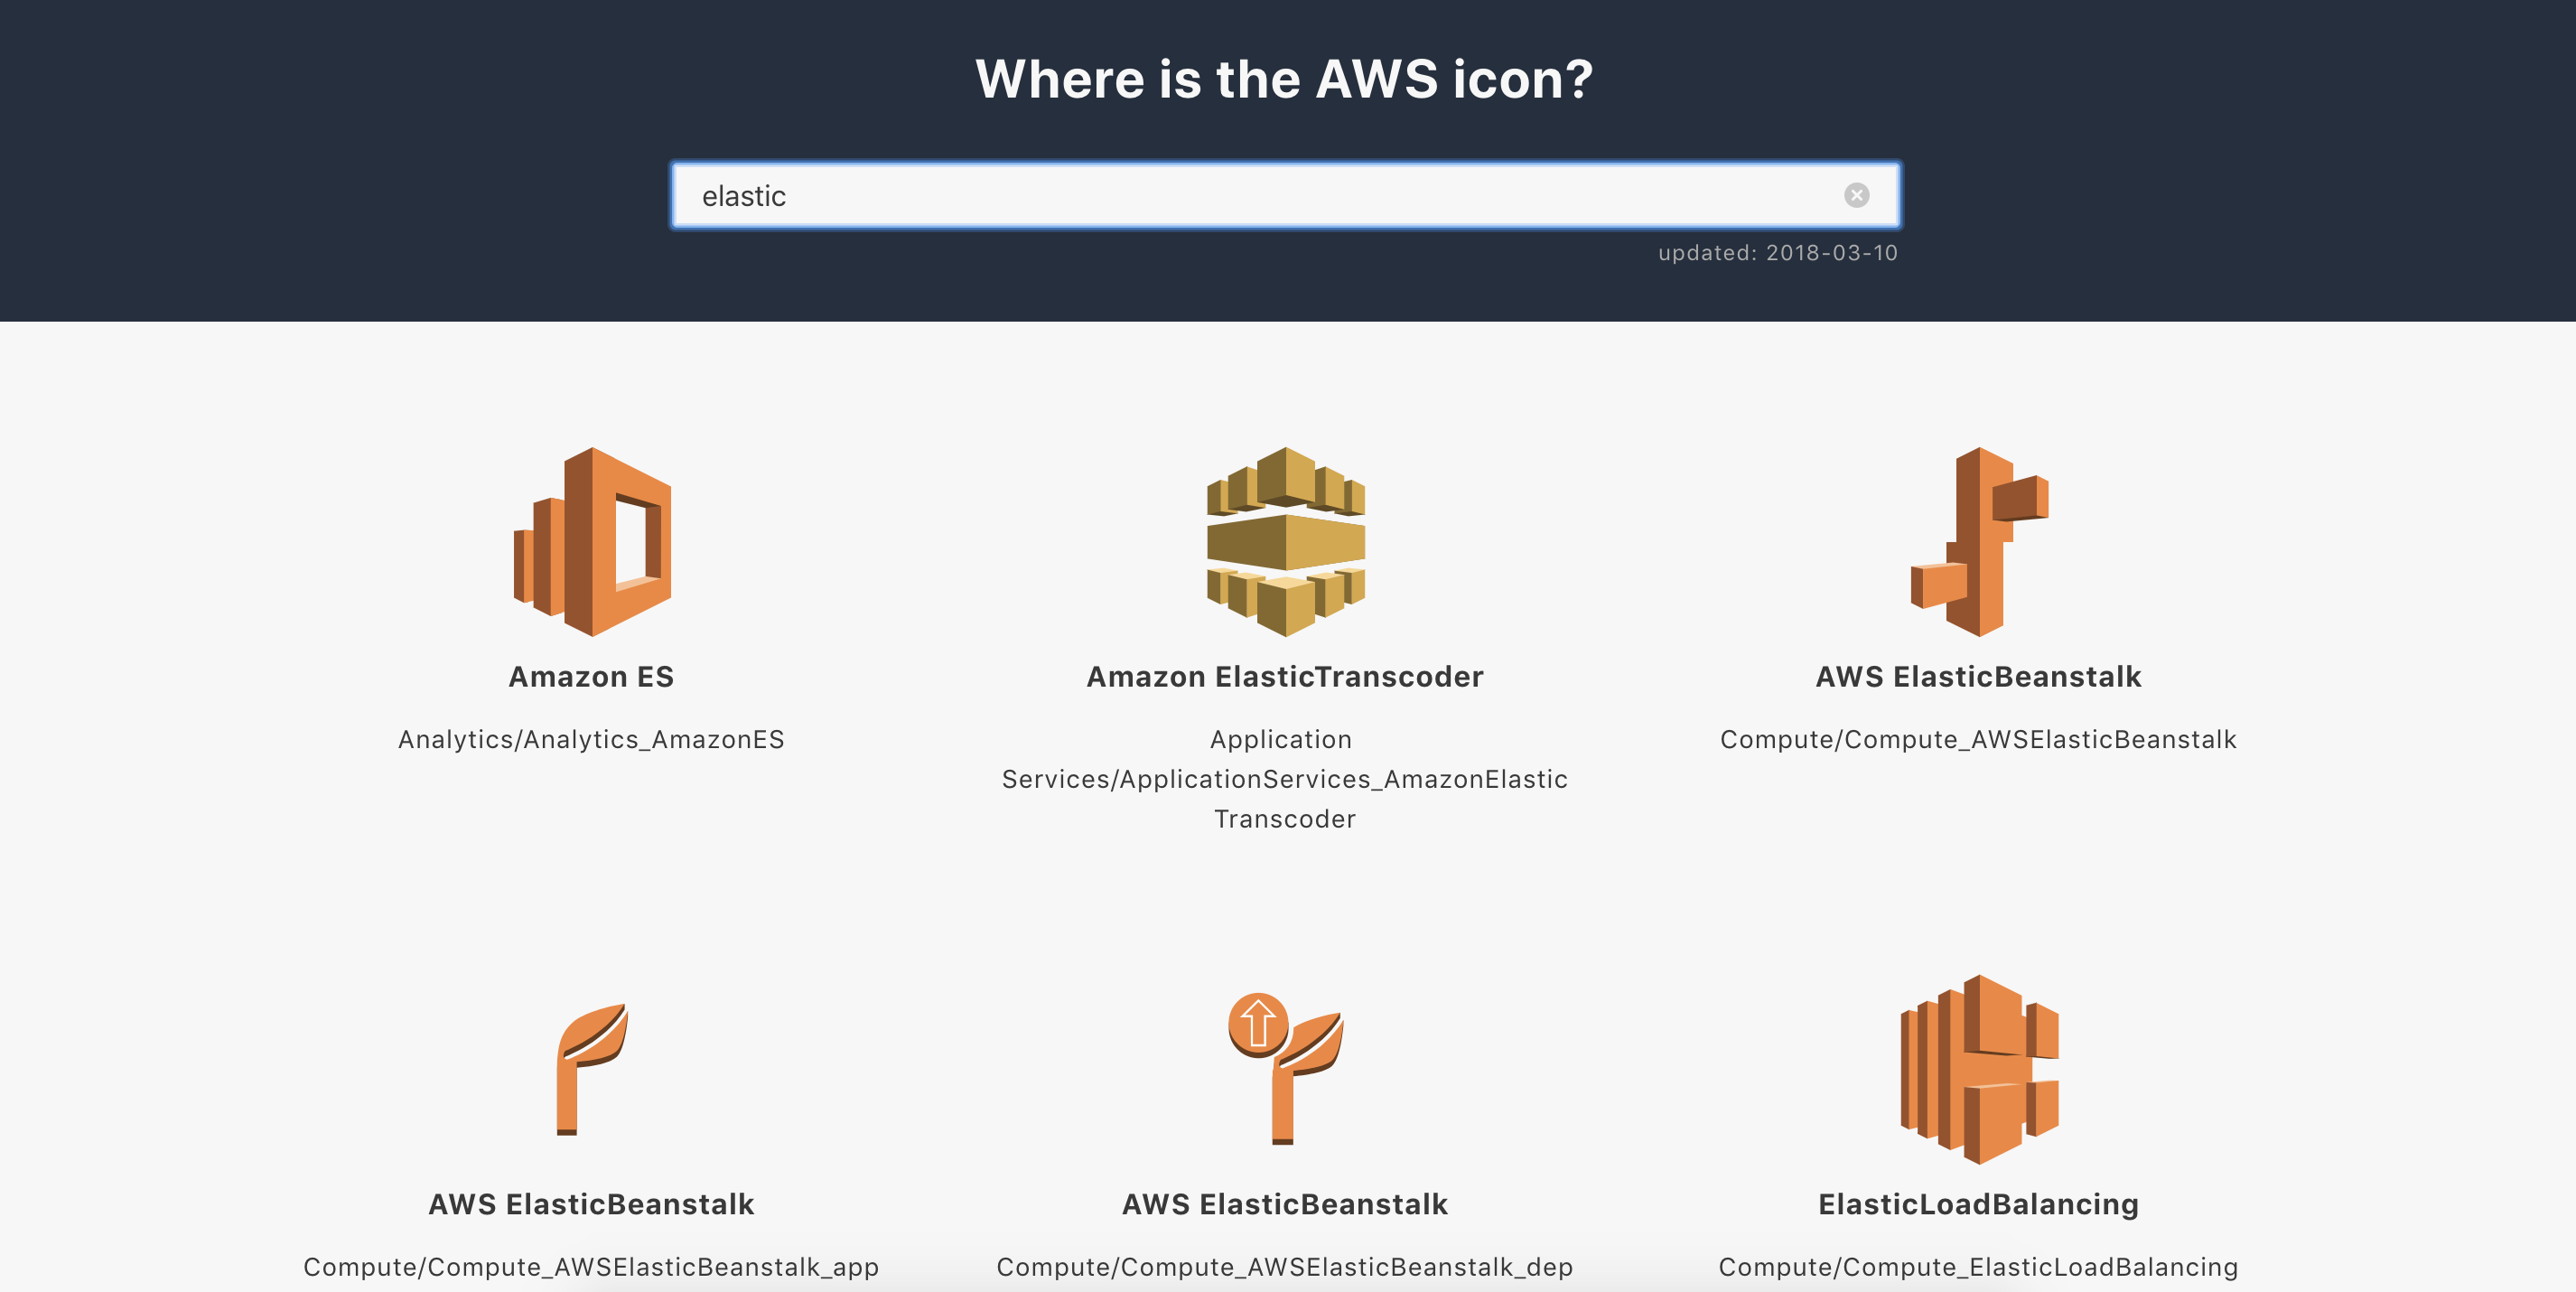 Where is the AWS icon?
elastic
updated: 2018-03-10
Amazon ES
Analytics/Analytics_AmazonES
Amazon ElasticTranscoder
Application
Services/ApplicationServices_AmazonElastic
Transcoder
AWS ElasticBeanstalk
Compute/Compute_AWSElasticBeanstalk
AWS ElasticBeanstalk
Compute/Compute_AWSElasticBeanstalk_app
AWS ElasticBeanstalk
Compute/Compute_AWSElasticBeanstalk_dep
ElasticLoadBalancing
Compute/Compute_ElasticLoadBalancing